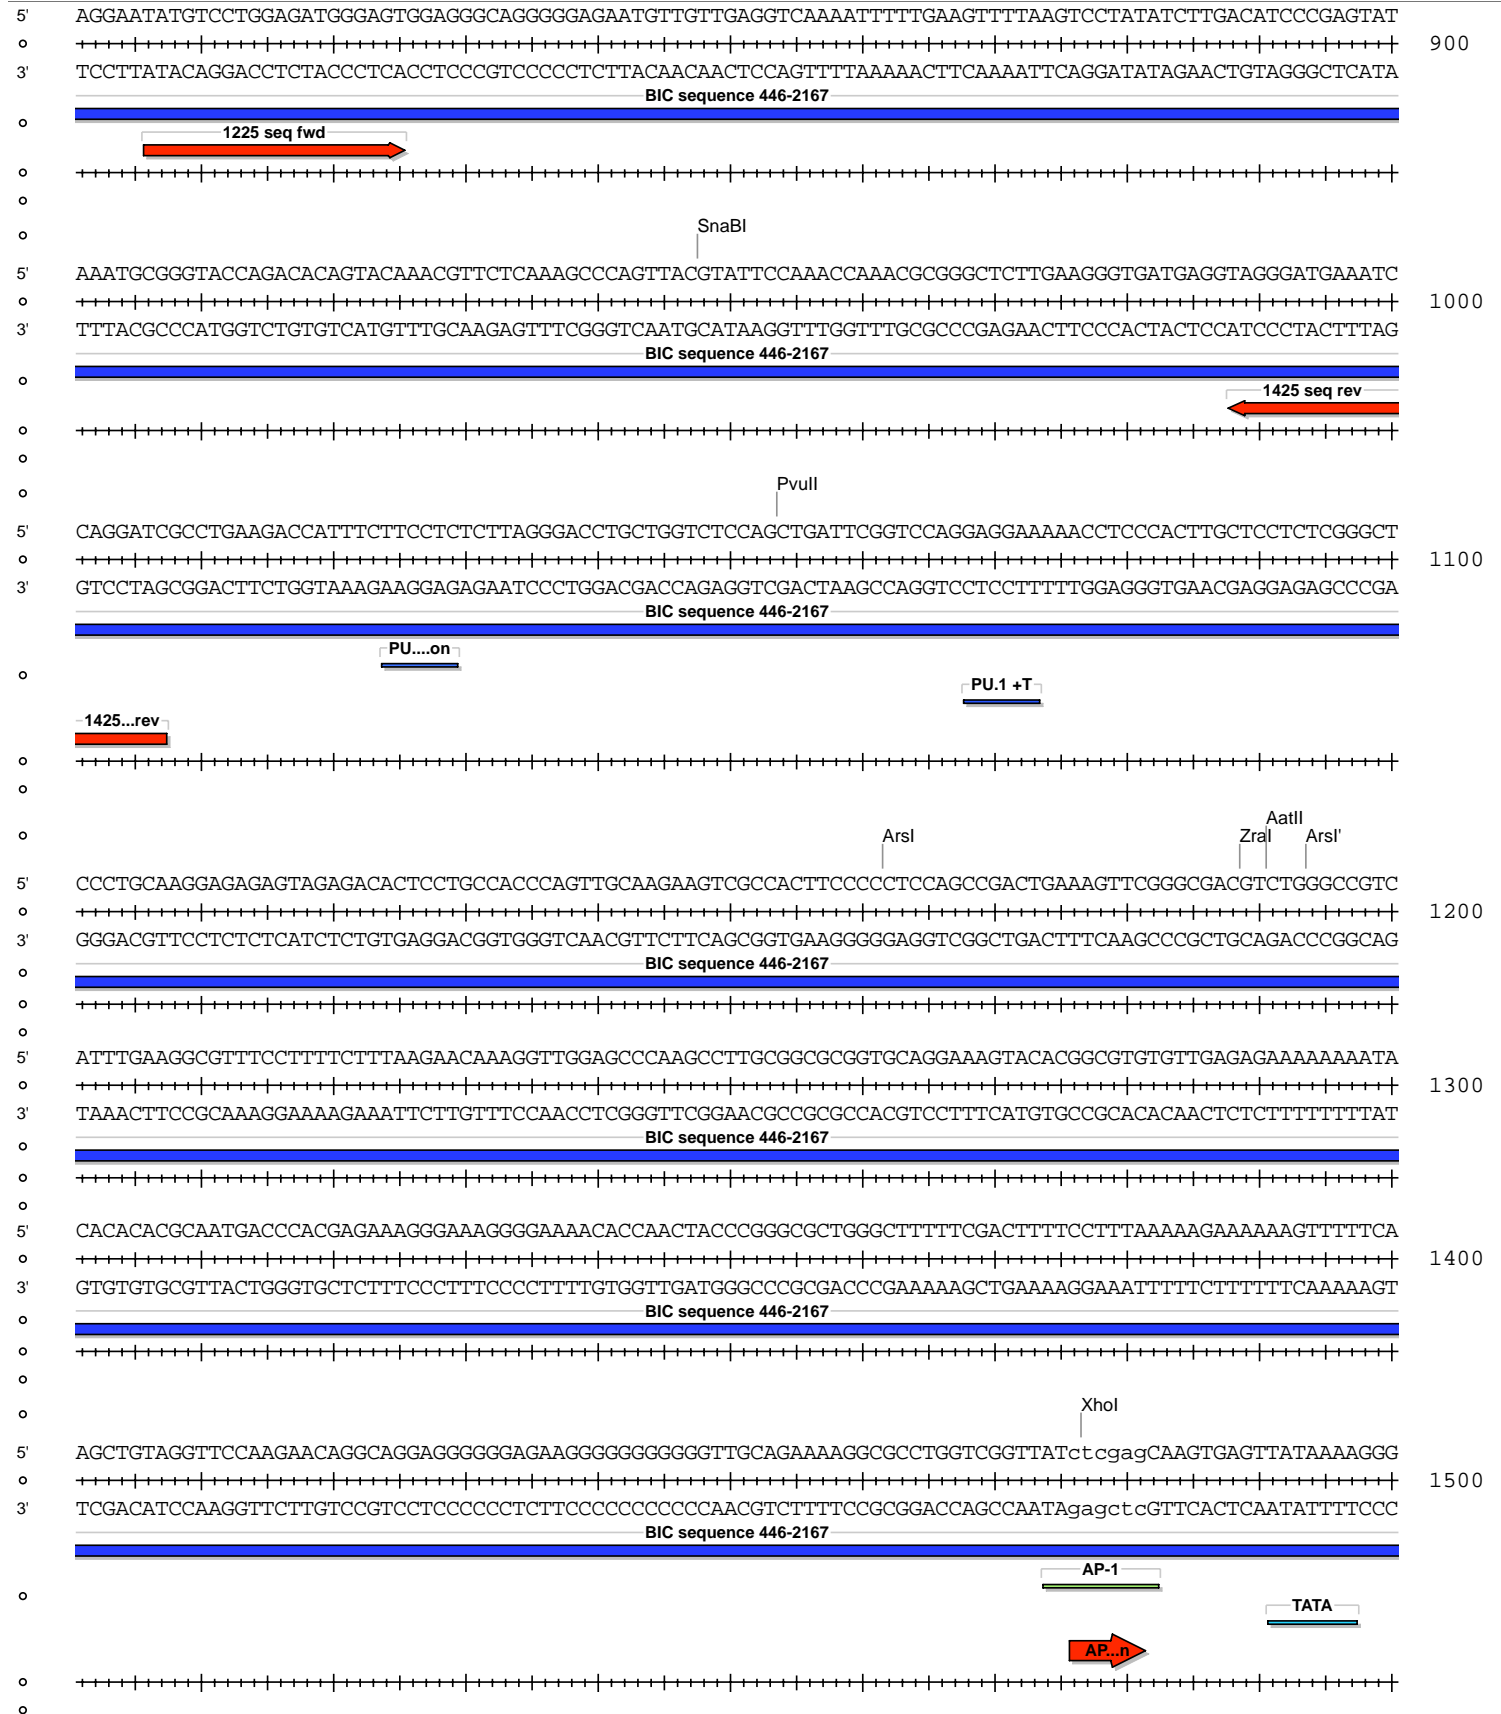 5' AGGAATATGTCCTGGAGATGGGAGTGGAGGGCAGGGGGAGAATGTTGTTGAGGTCAAAATTTTTGAAGTTTTAAGTCCTATATCTTGACATCCCGAGTAT
900
3' TCCTTATACAGGACCTCTACCCTCACCTCCCGTCCCCCTCTTACAACAACTCCAGTTTTAAAAACTTCAAAATTCAGGATATAGAACTGTAGGGCTCATA
BIC sequence 446-2167
1225 seq fwd
SnaBI
5' AAATGCGGGTACCAGACACAGTACAAACGTTCTCAAAGCCCAGTTACGTATTCCAAACCAAACGCGGGCTCTTGAAGGGTGATGAGGTAGGGATGAAATC
1000
3' TTTACGCCCATGGTCTGTGTCATGTTTGCAAGAGTTTCGGGTCAATGCATAAGGTTTGGTTTGCGCCCGAGAACTTCCCACTACTCCATCCCTACTTTAG
BIC sequence 446-2167
1425 seq rev
PvuII
5' CAGGATCGCCTGAAGACCATTTCTTCCTCTCTTAGGGACCTGCTGGTCTCCAGCTGATTCGGTCCAGGAGGAAAAACCTCCCACTTGCTCCTCTCGGGCT
1100
3' GTCCTAGCGGACTTCTGGTAAAGAAGGAGAGAATCCCTGGACGACCAGAGGTCGACTAAGCCAGGTCCTCCTTTTTGGAGGGTGAACGAGGAGAGCCCGA
BIC sequence 446-2167
PU....on
PU.1 +T
1425...rev
AatII
ArsI ZraI ArsI'
5' CCCTGCAAGGAGAGAGTAGAGACACTCCTGCCACCCAGTTGCAAGAAGTCGCCACTTCCCCCTCCAGCCGACTGAAAGTTCGGGCGACGTCTGGGCCGTC
1200
3' GGGACGTTCCTCTCTCATCTCTGTGAGGACGGTGGGTCAACGTTCTTCAGCGGTGAAGGGGGAGGTCGGCTGACTTTCAAGCCCGCTGCAGACCCGGCAG
BIC sequence 446-2167
5' ATTTGAAGGCGTTTCCTTTTCTTTAAGAACAAAGGTTGGAGCCCAAGCCTTGCGGCGCGGTGCAGGAAAGTACACGGCGTGTGTTGAGAGAAAAAAAATA
1300
3' TAAACTTCCGCAAAGGAAAAGAAATTCTTGTTTCCAACCTCGGGTTCGGAACGCCGCGCCACGTCCTTTCATGTGCCGCACACAACTCTCTTTTTTTTAT
BIC sequence 446-2167
5' CACACACGCAATGACCCACGAGAAAGGGAAAGGGGAAAACACCAACTACCCGGGCGCTGGGCTTTTTCGACTTTTCCTTTAAAAAGAAAAAAGTTTTTCA
1400
3' GTGTGTGCGTTACTGGGTGCTCTTTCCCTTTCCCCTTTTGTGGTTGATGGGCCCGCGACCCGAAAAAGCTGAAAAGGAAATTTTTCTTTTTTCAAAAAGT
BIC sequence 446-2167
XhoI
5' AGCTGTAGGTTCCAAGAACAGGCAGGAGGGGGGAGAAGGGGGGGGGGGTTGCAGAAAAGGCGCCTGGTCGGTTATctcgagCAAGTGAGTTATAAAAGGG
1500
3' TCGACATCCAAGGTTCTTGTCCGTCCTCCCCCCTCTTCCCCCCCCCCCAACGTCTTTTCCGCGGACCAGCCAATAgagctcGTTCACTCAATATTTTCCC
BIC sequence 446-2167
AP-1
TATA
AP...n